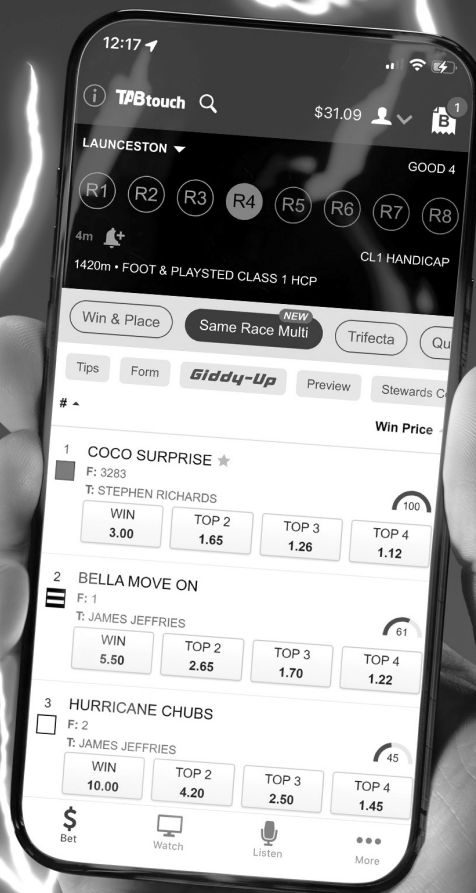 12:17
TABtouch
$31.09
B
1
LAUNCESTON
GOOD 4
R1 R2 R3 R4 R5 R6 R7 R8
4m
CL1 HANDICAP
1420m • FOOT & PLAYSTED CLASS 1 HCP
NEW
Win & Place Same Race Multi Trifecta Qu
Tips Form Giddy-Up Preview Stewards C
#
Win Price
1 COCO SURPRISE
F: 3283
T: STEPHEN RICHARDS
100
WIN TOP 2 TOP 3 TOP 4
3.00 1.65 1.26 1.12
2 BELLA MOVE ON
F: 1
T: JAMES JEFFRIES
61
WIN TOP 2 TOP 3 TOP 4
5.50 2.65 1.70 1.22
3 HURRICANE CHUBS
F: 2
T: JAMES JEFFRIES
45
WIN TOP 2 TOP 3 TOP 4
10.00 4.20 2.50 1.45
Bet Watch Listen More